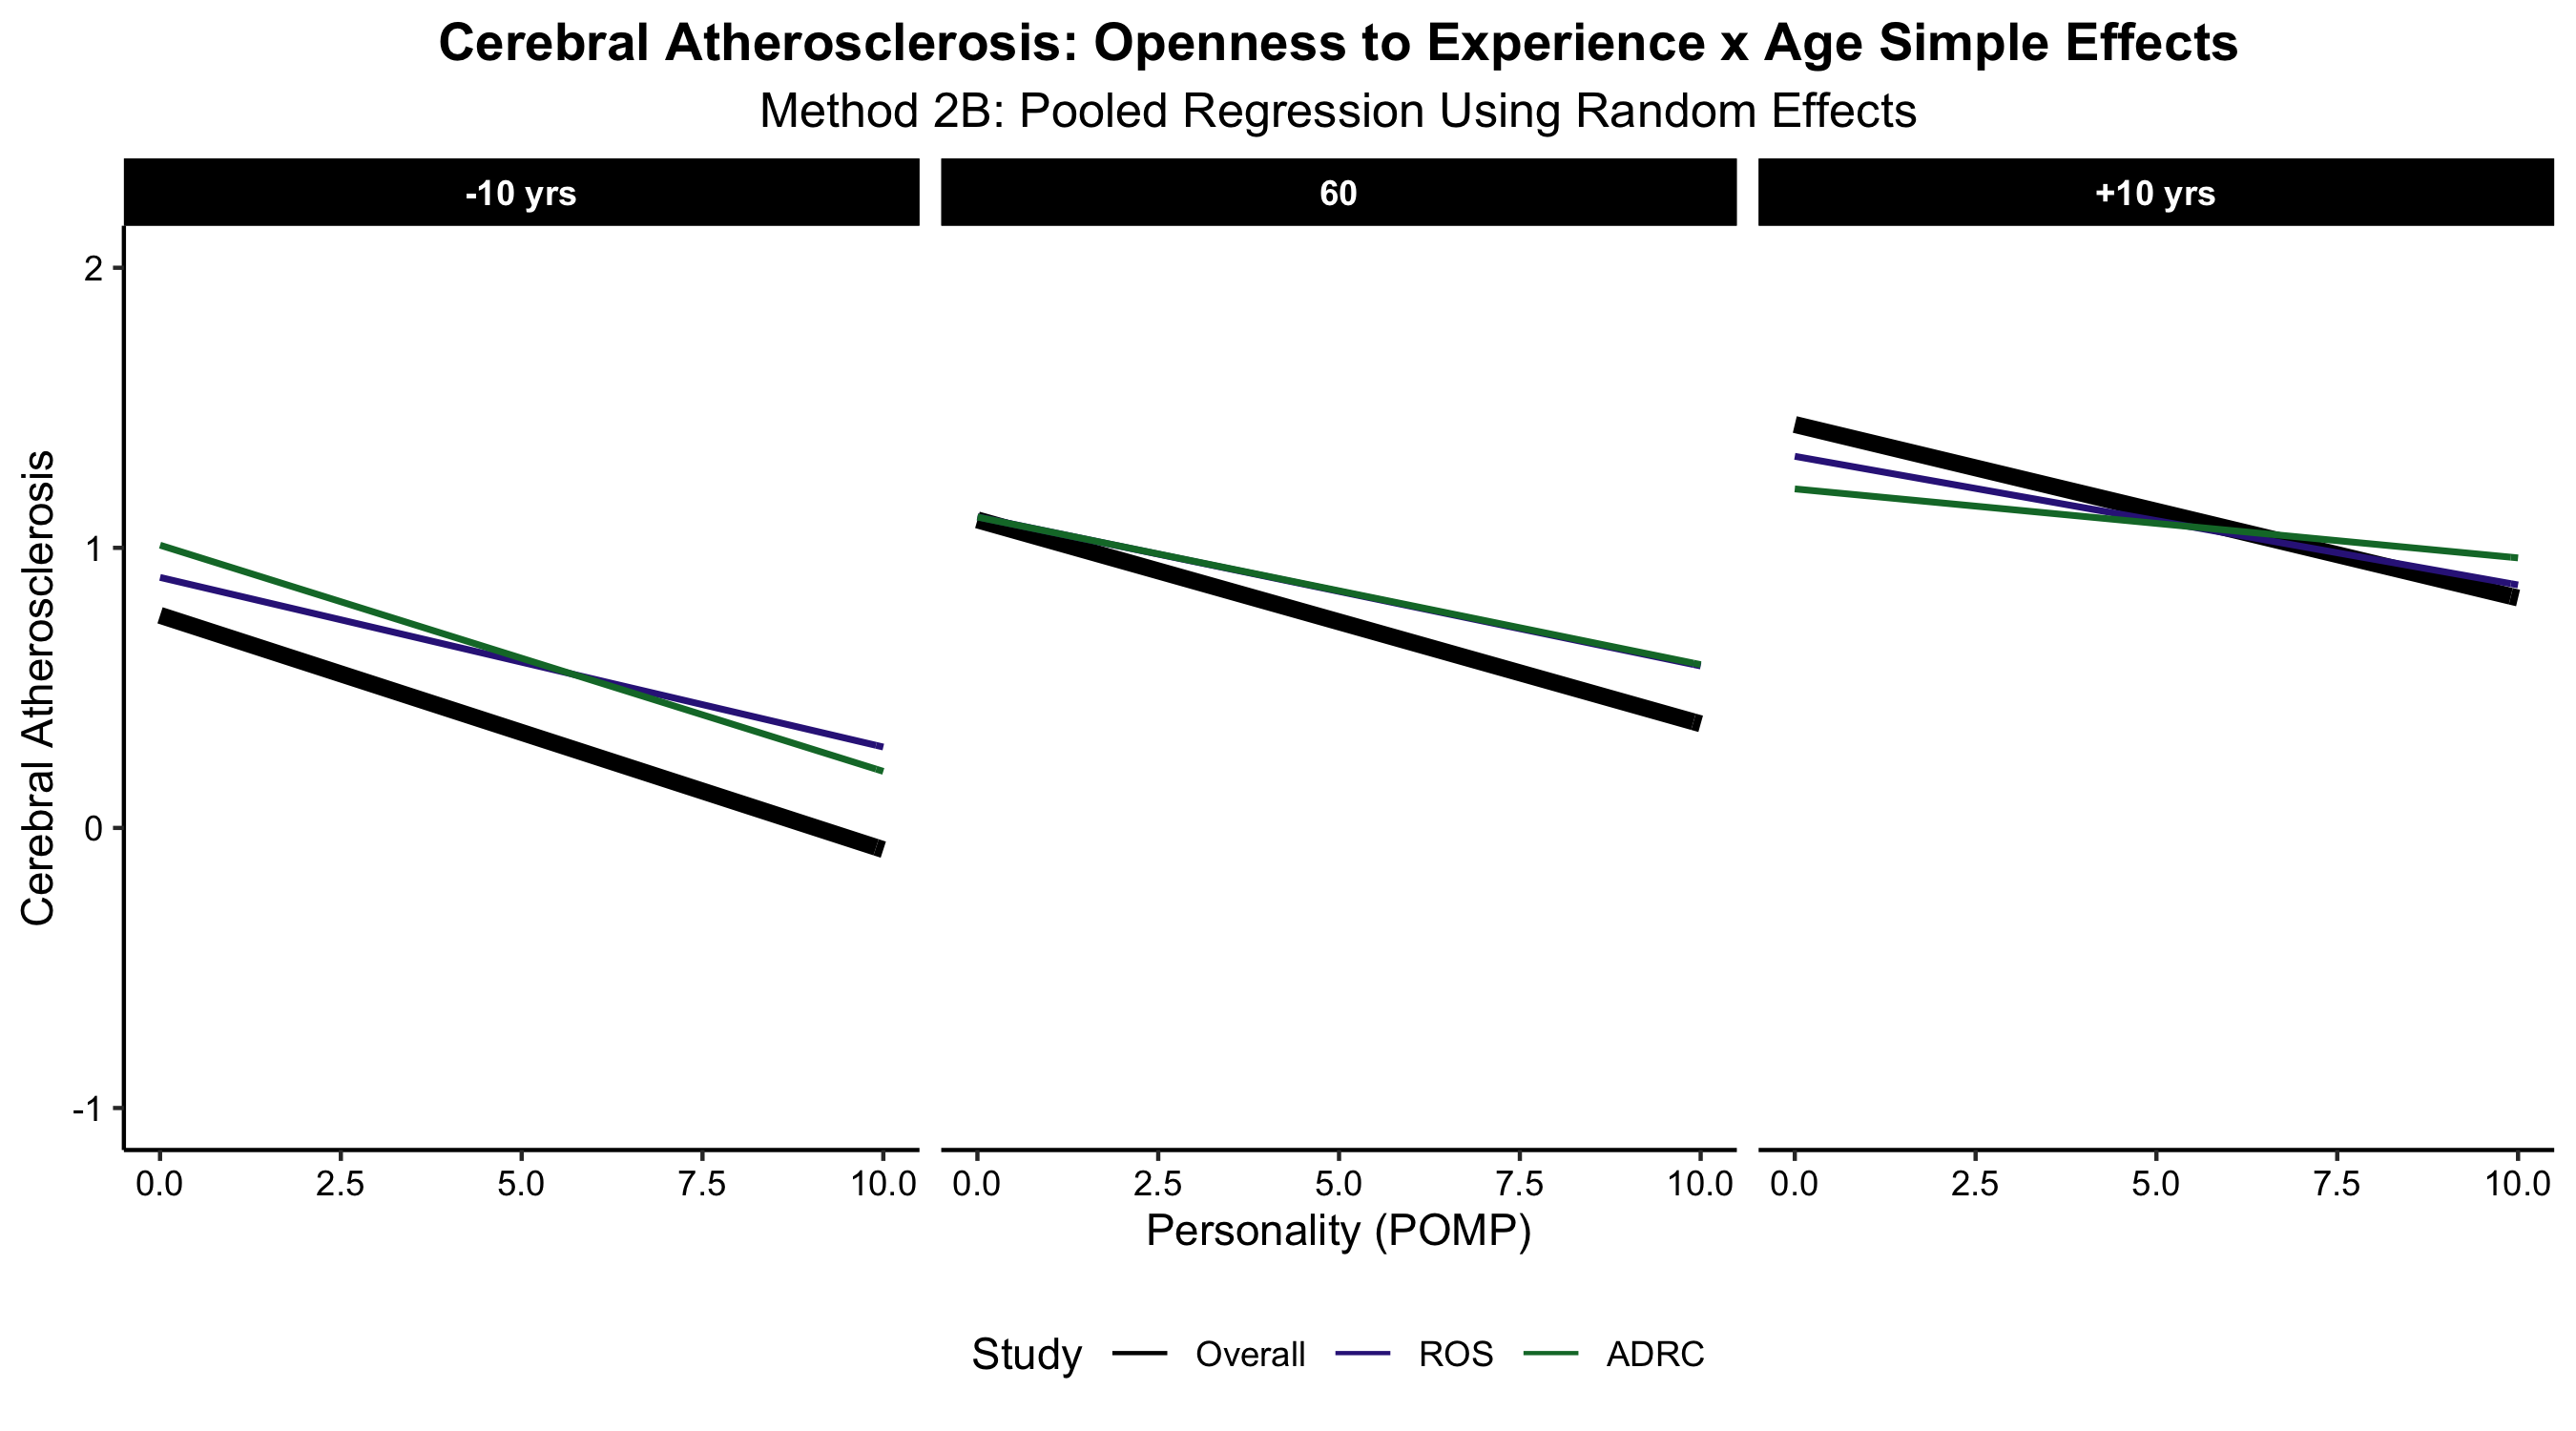 Cerebral Atherosclerosis: Openness to Experience x Age Simple Effects
Method 2B: Pooled Regression Using Random Effects
-10 yrs
60
+10 yrs
Cerebral Atherosclerosis
2
1
0
-1
0.0 2.5 5.0 7.5 10.0
0.0 2.5 5.0 7.5 10.0
0.0 2.5 5.0 7.5 10.0
Personality (POMP)
Study Overall ROS ADRC